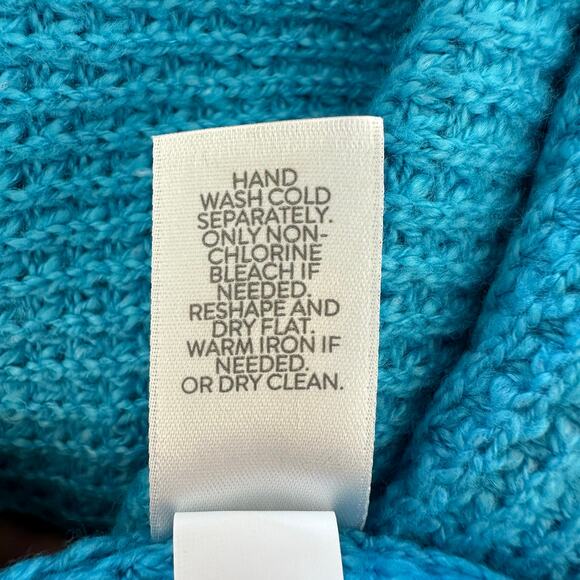 HAND
WASH COLD
SEPARATELY.
ONLY NON-
CHLORINE
BLEACH IF
NEEDED.
RESHAPE AND
DRY FLAT.
WARM IRON IF
NEEDED.
OR DRY CLEAN.